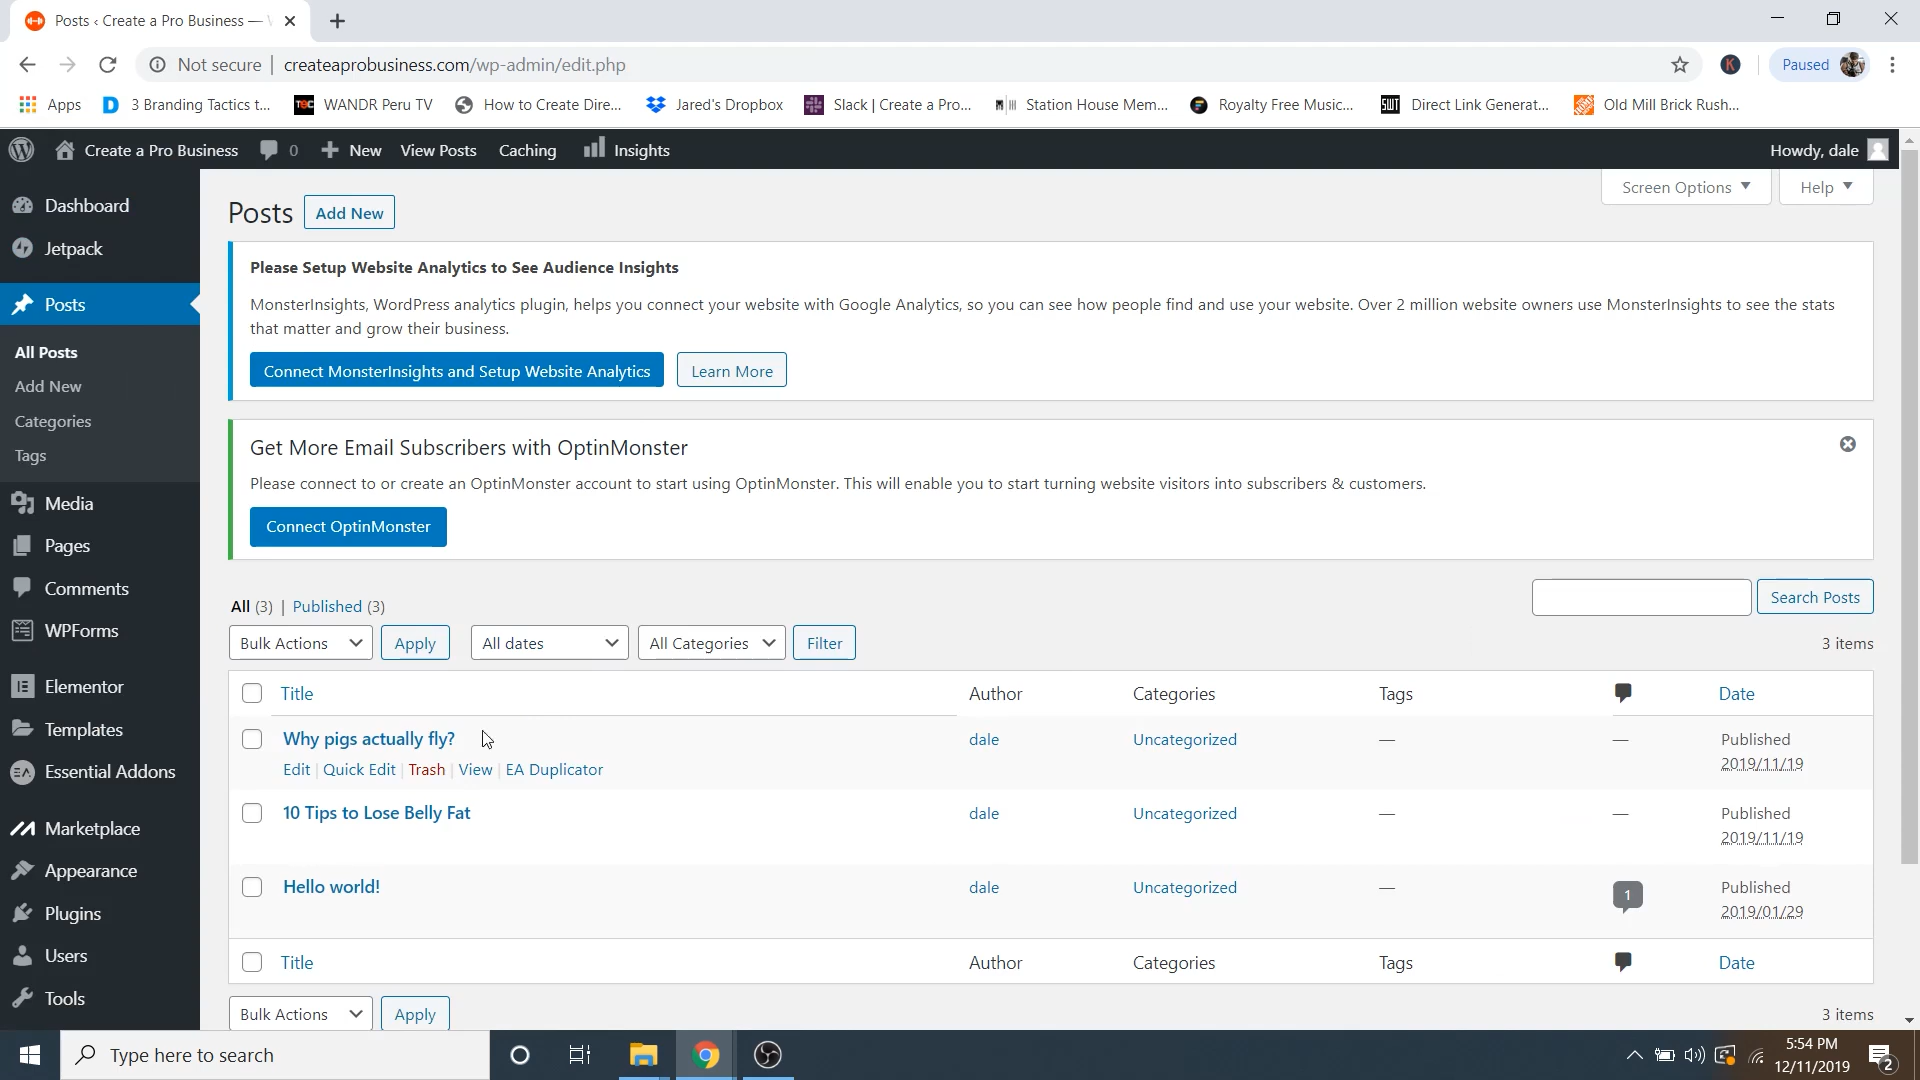 Posts ‹ Create a Pro Business — W
Not secure | createaprobusiness.com/wp-admin/edit.php
K
Paused
Apps
3 Branding Tactics t...
WANDR Peru TV
How to Create Dire...
Jared's Dropbox
Slack | Create a Pro...
Station House Mem...
Royalty Free Music...
Direct Link Generat...
Old Mill Brick Rush...
Create a Pro Business
0
New
View Posts
Caching
Insights
Howdy, dale
Dashboard
Jetpack
Posts
All Posts
Add New
Categories
Tags
Media
Pages
Comments
WPForms
Elementor
Templates
Essential Addons
Marketplace
Appearance
Plugins
Users
Tools
Screen Options
Help
Posts
Add New
Please Setup Website Analytics to See Audience Insights
MonsterInsights, WordPress analytics plugin, helps you connect your website with Google Analytics, so you can see how people find and use your website. Over 2 million website owners use MonsterInsights to see the stats
that matter and grow their business.
Connect MonsterInsights and Setup Website Analytics
Learn More
Get More Email Subscribers with OptinMonster
Please connect to or create an OptinMonster account to start using OptinMonster. This will enable you to start turning website visitors into subscribers & customers.
Connect OptinMonster
All (3) | Published (3)
Search Posts
Bulk Actions
Apply
All dates
All Categories
Filter
3 items
Title
Author
Categories
Tags
Date
Why pigs actually fly?
dale
Uncategorized
—
—
Published
2019/11/19
Edit | Quick Edit | Trash | View | EA Duplicator
10 Tips to Lose Belly Fat
dale
Uncategorized
—
—
Published
2019/11/19
Hello world!
dale
Uncategorized
—
1
Published
2019/01/29
Title
Author
Categories
Tags
Date
Bulk Actions
Apply
3 items
Type here to search
5:54 PM
12/11/2019
2